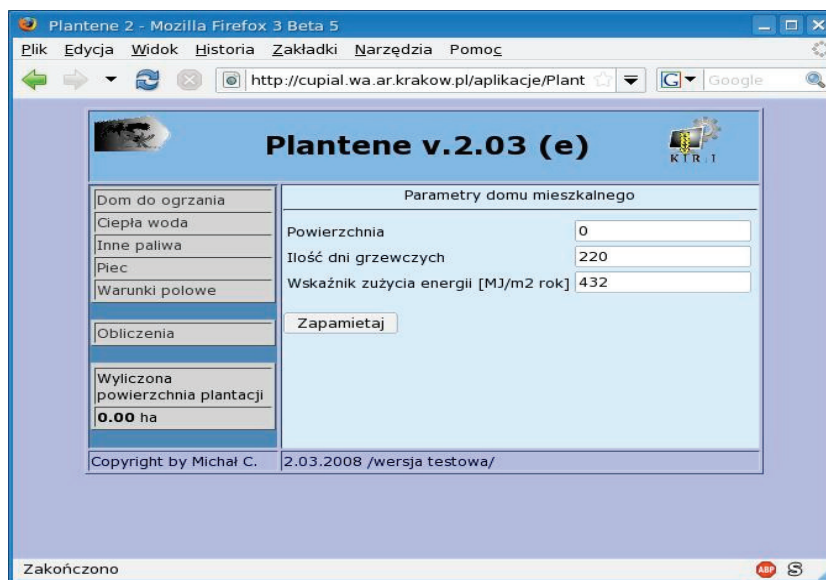 Plantene 2 - Mozilla Firefox 3 Beta 5
Plik Edycja Widok Historia Zakładki Narzędzia Pomoc
http://cupial.wa.ar.krakow.pl/aplikacje/Plant
G Google
Plantene v.2.03 (e)
KTR i
Dom do ogrzania
Ciepła woda
Inne paliwa
Piec
Warunki polowe
Obliczenia
Wyliczona
powierzchnia plantacji
0.00 ha
Parametry domu mieszkalnego
Powierzchnia 0
Ilość dni grzewczych 220
Wskaźnik zużycia energii [MJ/m2 rok] 432
Zapamietaj
Copyright by Michał C. 2.03.2008 /wersja testowa/
Zakończono ABP S